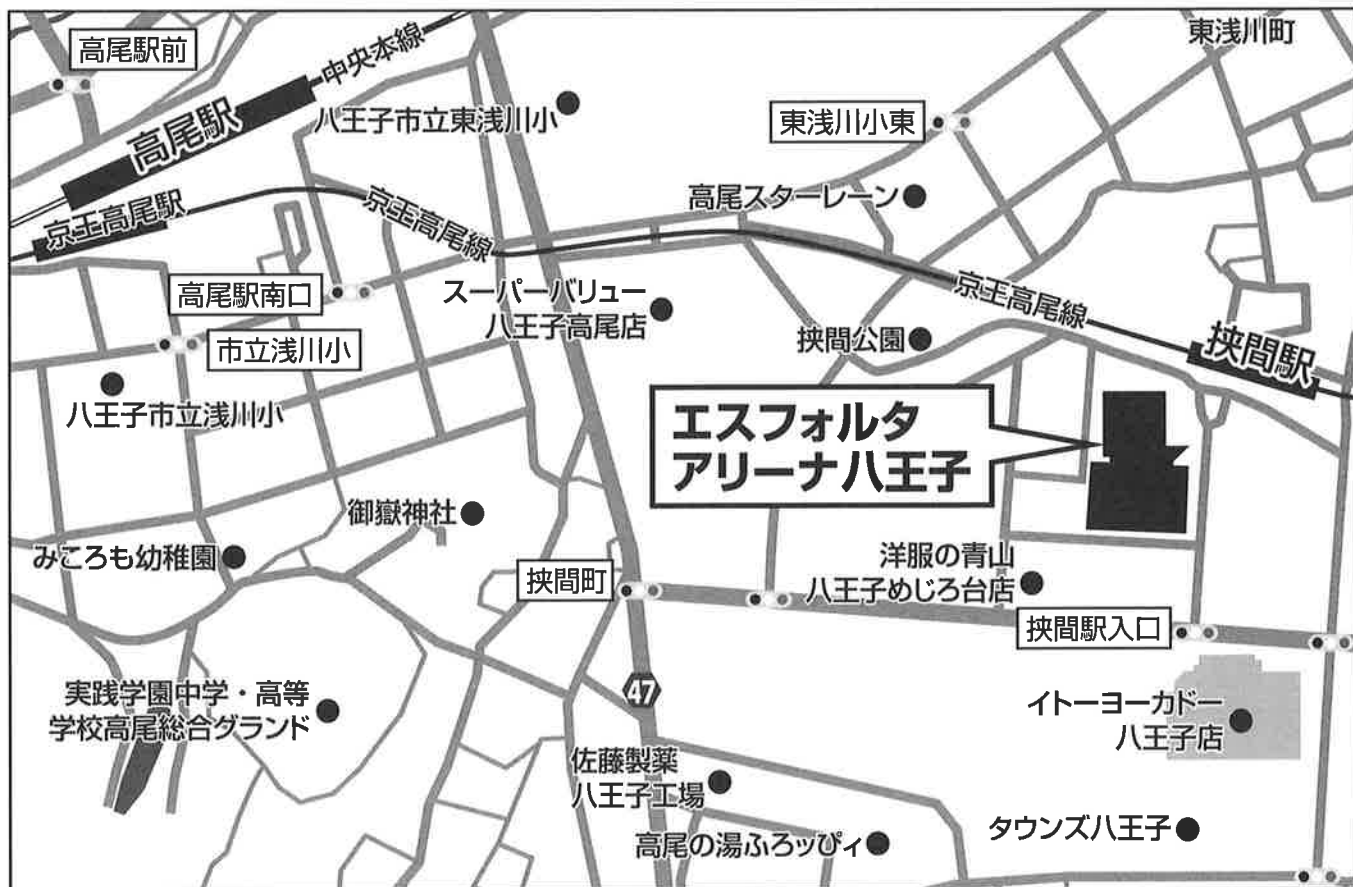 高尾駅前
中央本線
東浅川町
高尾駅
八王子市立東浅川小
東浅川小東
京王高尾駅
京王高尾線
高尾スターレーン
高尾駅南口
スーパーバリュー
八王子高尾店
京王高尾線
市立浅川小
挟間公園
挟間駅
八王子市立浅川小
エスフォルタ
アリーナ八王子
御嶽神社
みころも幼稚園
挟間町
洋服の青山
八王子めじろ台店
挟間駅入口
実践学園中学・高等
学校高尾総合グランド
47
イトーヨーカドー
八王子店
佐藤製薬
八王子工場
高尾の湯ふろッぴィ
タウンズ八王子